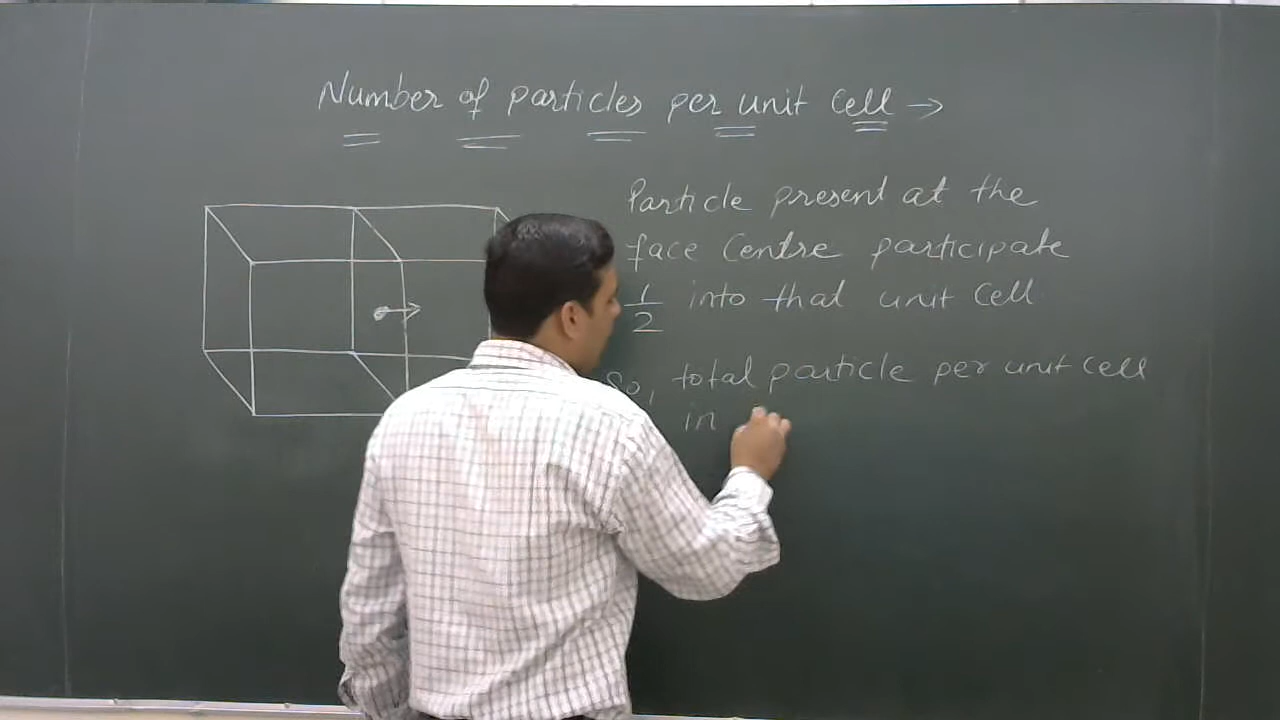 Number of particles per unit cell →
Particle present at the
face Centre participate
1/2 into that unit Cell
So, total particle per unit cell
in